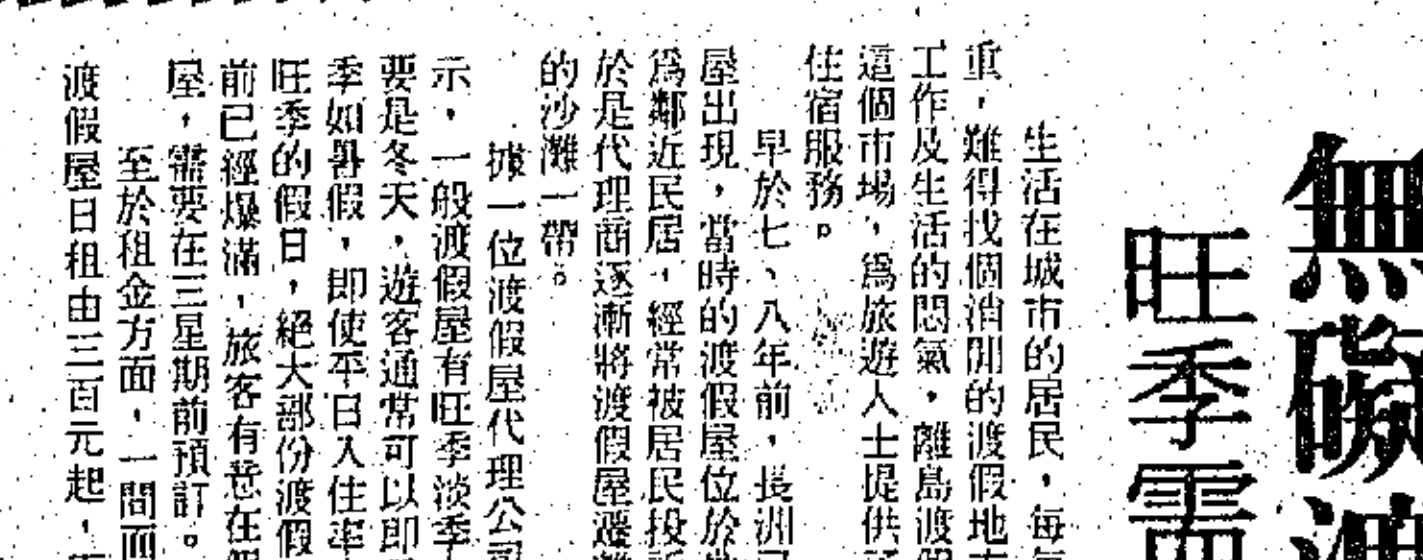 無礙渡
旺季需
生活在城市的居民，每
重，難得找個消閒的渡假地
工作及生活的悶氣，離島渡假
這個市場，爲旅遊人士提供
住宿服務。
早於七、八年前，長洲已
屋出現，當時的渡假屋位於
爲鄰近民居，經常被居民投訴
於是代理商逐漸將渡假屋遷
的沙灘一帶。
據一位渡假屋代理公司
示，一般渡假屋有旺季淡季
要是冬天，遊客通常可以即
季如暑假，即使平日入住率
旺季的假日，絕大部份渡假
前已經爆滿，旅客有意在
屋，需要在三星期前預訂。
至於租金方面，一間面
渡假屋日租由三百元起，